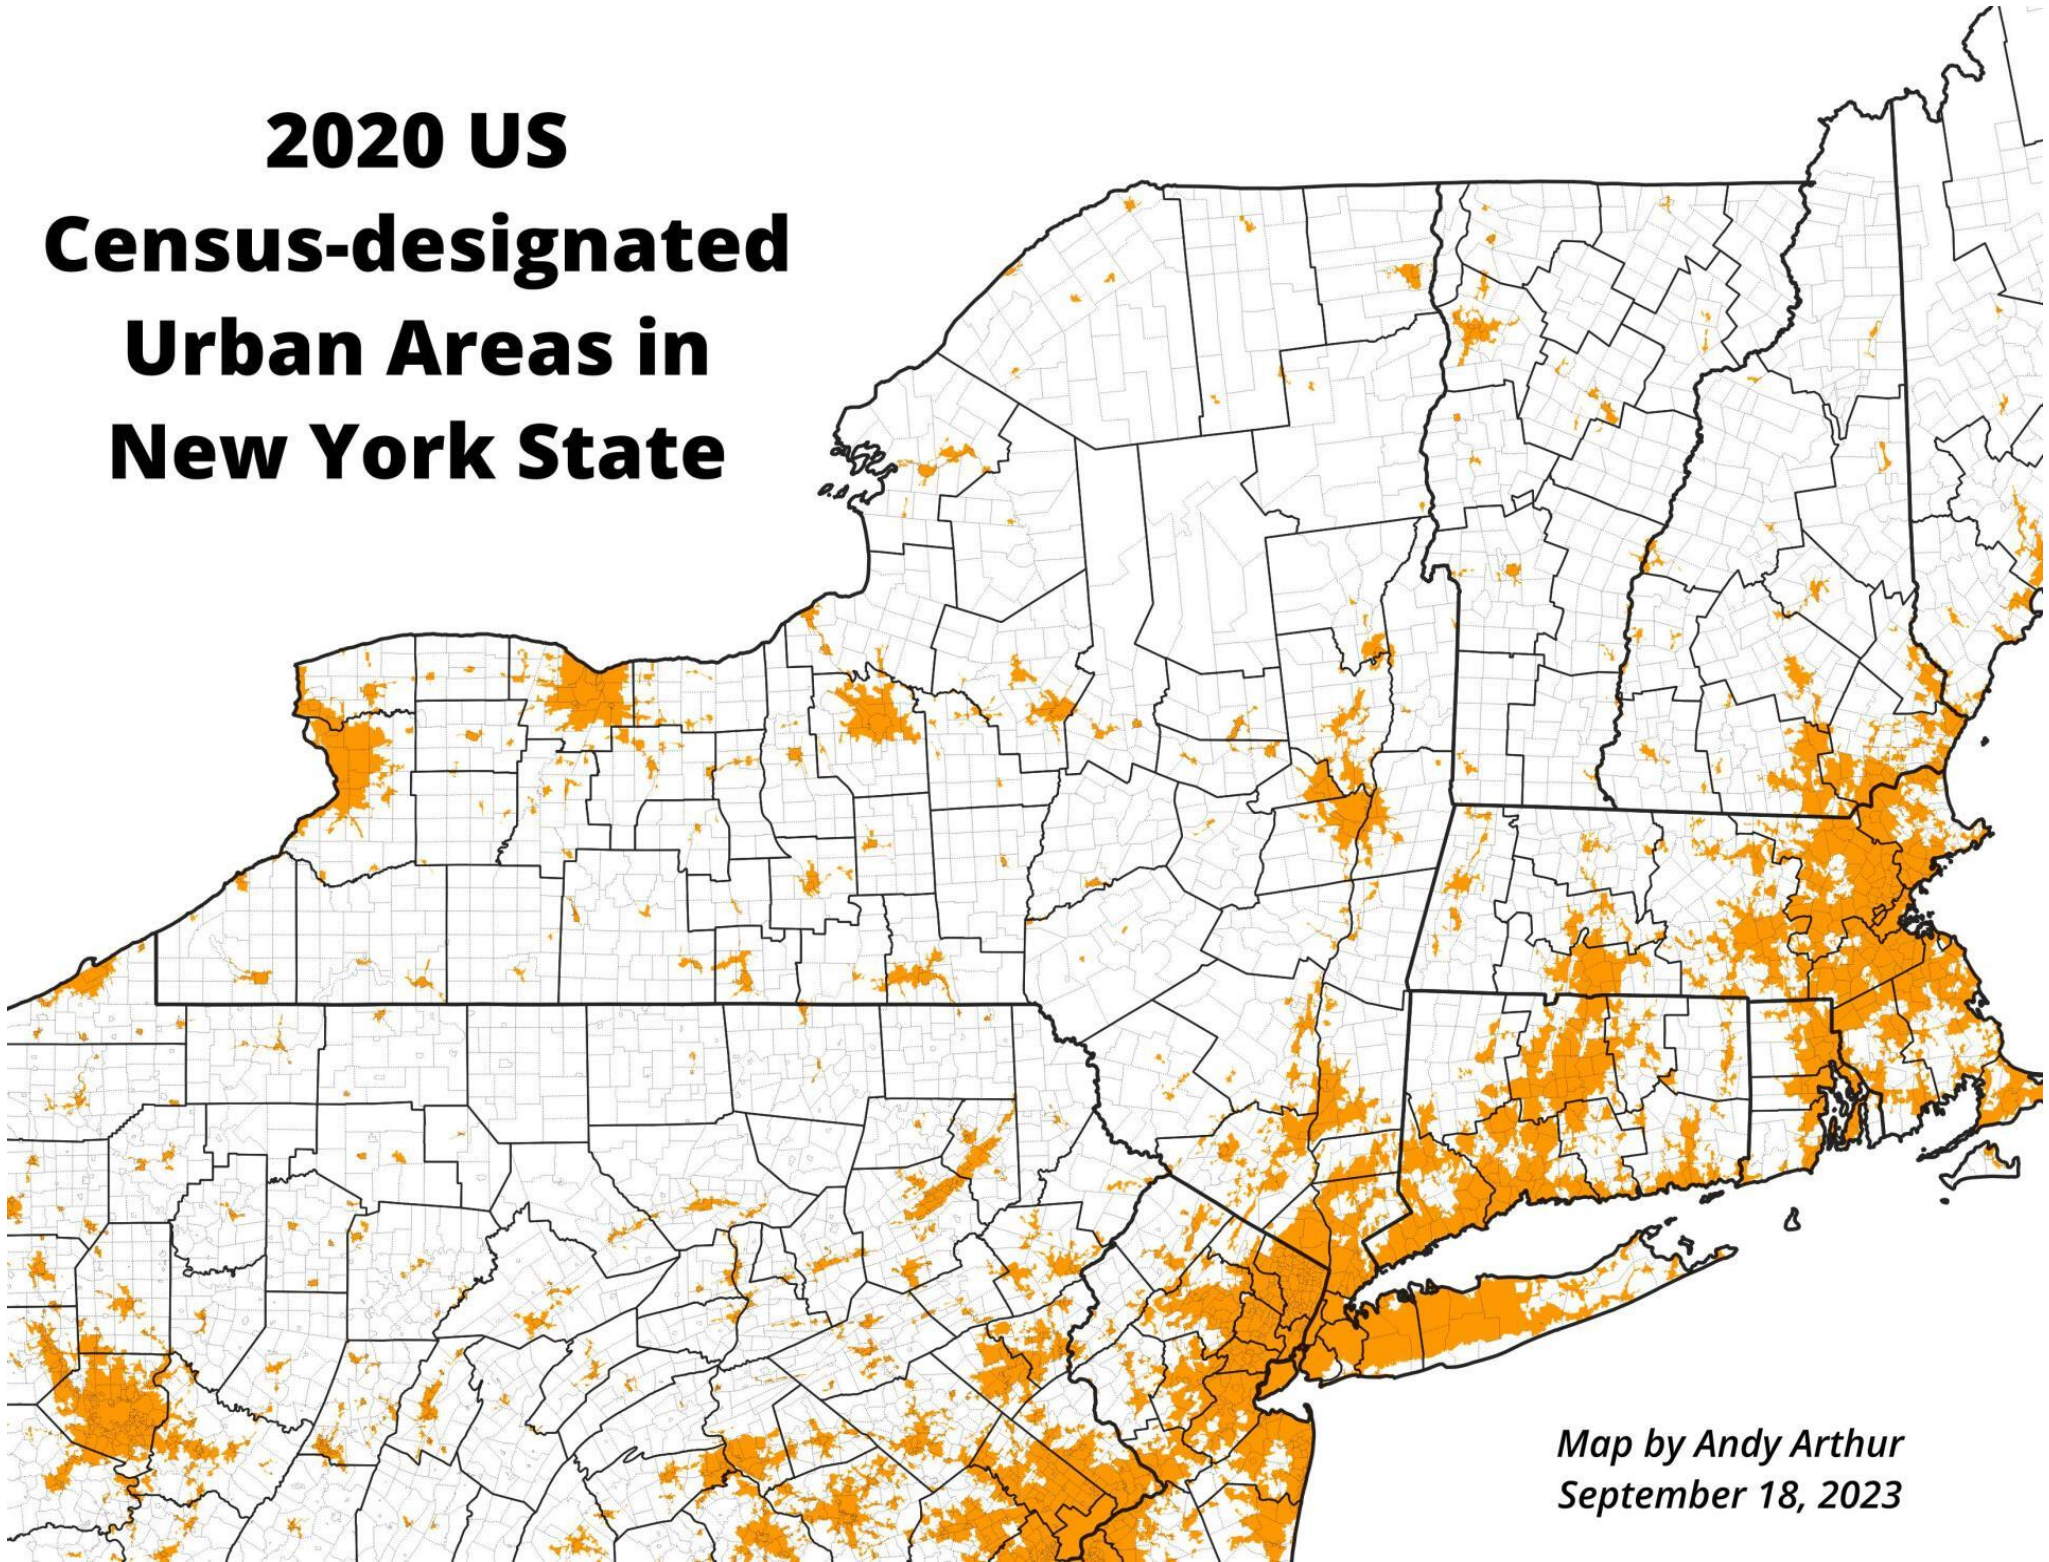 2020 US
Census-designated
Urban Areas in
New York State
Map by Andy Arthur
September 18, 2023